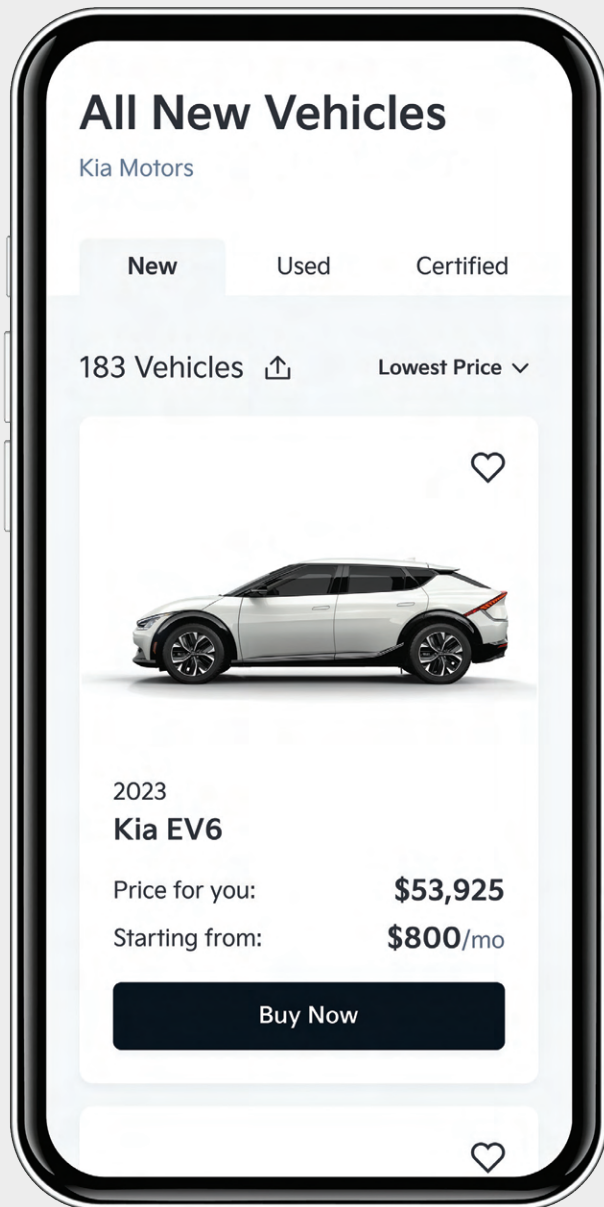 All New Vehicles
Kia Motors
New Used Certified
183 Vehicles Lowest Price
2023
Kia EV6
Price for you: $53,925
Starting from: $800/mo
Buy Now